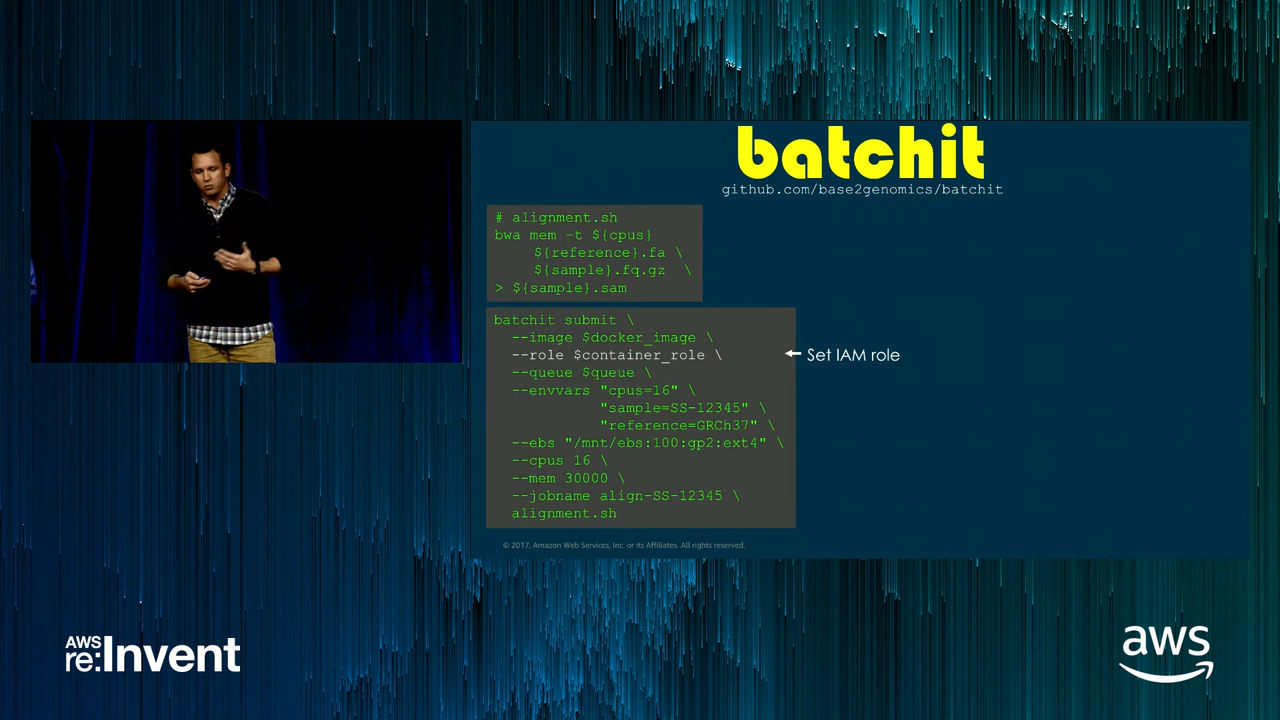 batchit
github.com/base2genomics/batchit
# alignment.sh
bwa mem -t ${cpus}
${reference}.fa \
${sample}.fq.gz \
> ${sample}.sam
batchit submit \
--image $docker_image \
--role $container_role \
Set IAM role
--queue $queue \
--envvars "cpus=16" \
"sample=SS-12345" \
"reference=GRCh37" \
--ebs "/mnt/ebs:100:gp2:ext4" \
--cpus 16 \
--mem 30000 \
--jobname align-SS-12345 \
alignment.sh
© 2017, Amazon Web Services, Inc. or its Affiliates. All rights reserved.
AWS
re:Invent
aws